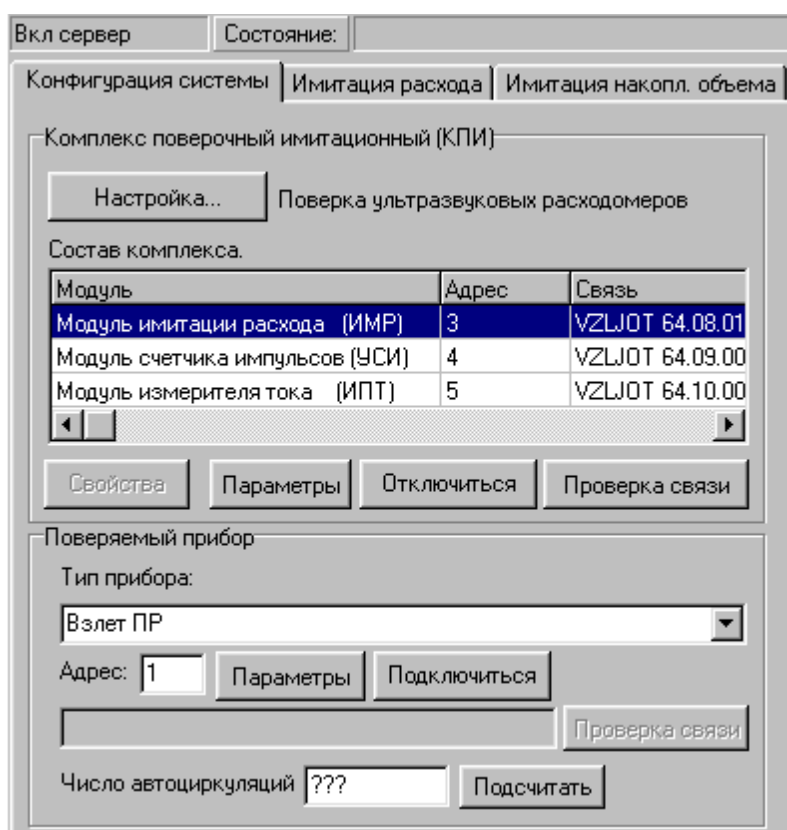 Вкл сервер Состояние:
Конфигурация системы Имитация расхода Имитация накопл. объема
Комплекс поверочный имитационный (КПИ)
Настройка... Поверка ультразвуковых расходомеров
Состав комплекса.
Модуль Адрес Связь
Модуль имитации расхода (ИМР) 3 VZLJOT 64.08.01
Модуль счетчика импульсов (УСИ) 4 VZLJOT 64.09.00
Модуль измерителя тока (ИПТ) 5 VZLJOT 64.10.00
Свойства Параметры Отключиться Проверка связи
Поверяемый прибор
Тип прибора:
Взлет ПР
Адрес: 1 Параметры Подключиться
Проверка связи
Число автоциркуляций ??? Подсчитать